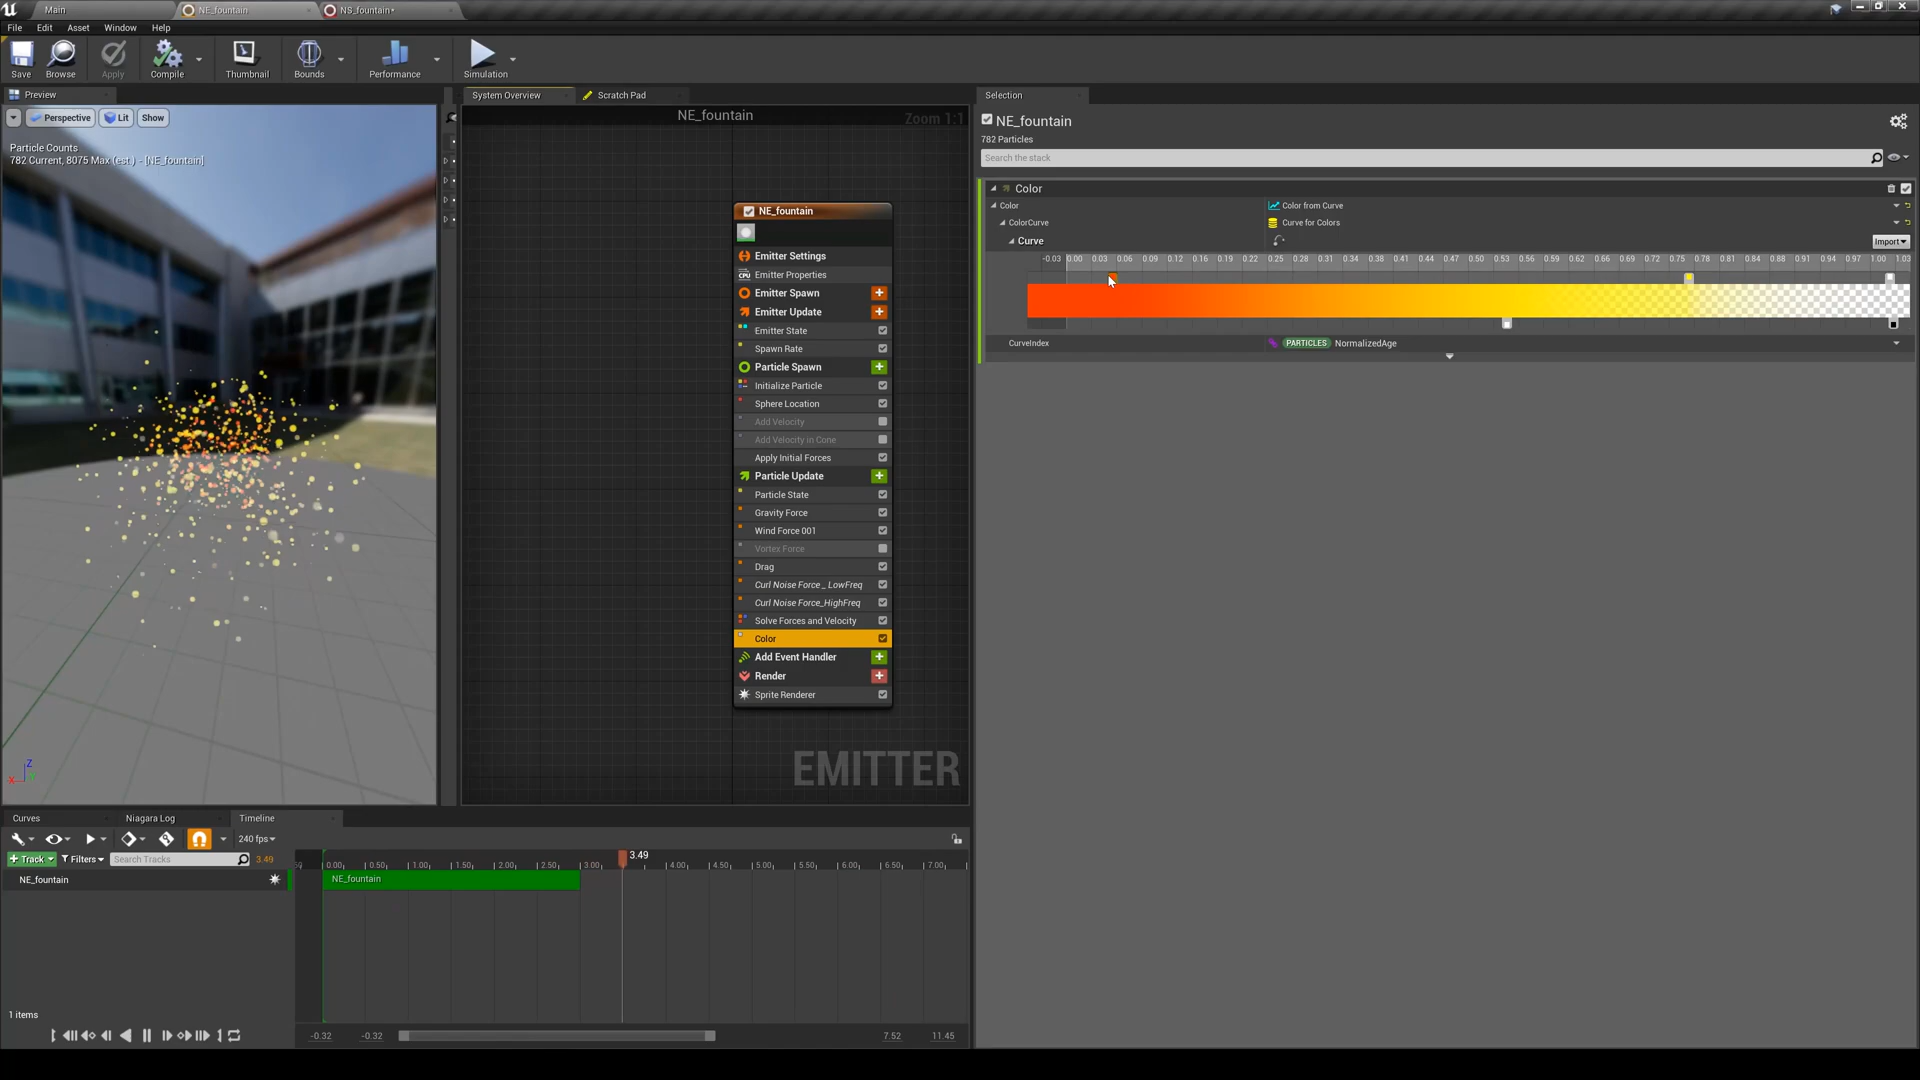 Main
NE_fountain
NS_fountain•
File Edit Asset Window Help
Save
Browse
Apply
Compile
Thumbnail
Bounds
Performance
Simulation
Preview
Perspective
Lit
Show
Particle Counts
782 Current, 8075 Max (est.) - [NE_fountain]
System Overview
Scratch Pad
NE_fountain
Zoom 1:1
NE_fountain
Emitter Settings
Emitter Properties
Emitter Spawn
Emitter Update
Emitter State
Spawn Rate
Particle Spawn
Initialize Particle
Sphere Location
Add Velocity
Add Velocity in Cone
Apply Initial Forces
Particle Update
Particle State
Gravity Force
Wind Force 001
Vortex Force
Drag
Curl Noise Force _ LowFreq
Curl Noise Force_HighFreq
Solve Forces and Velocity
Color
Add Event Handler
Render
Sprite Renderer
EMITTER
Selection
NE_fountain
782 Particles
Search the stack
Color
Color
Color from Curve
ColorCurve
Curve for Colors
Curve
Import
-0.03 0.00 0.03 0.06 0.09 0.12 0.16 0.19 0.22 0.25 0.28 0.31 0.34 0.38 0.41 0.44 0.47 0.50 0.53 0.56 0.59 0.62 0.66 0.69 0.72 0.75 0.78 0.81 0.84 0.88 0.91 0.94 0.97 1.00 1.03
CurveIndex
PARTICLES NormalizedAge
Curves
Niagara Log
Timeline
240 fps
Track
Filters
Search Tracks
3.49
NE_fountain
3.49
0.00 0.50 1.00 1.50 2.00 2.50 3.00 4.00 4.50 5.00 5.50 6.00 6.50 7.00
NE_fountain
1 items
-0.32 -0.32 7.52 11.45
X
Z